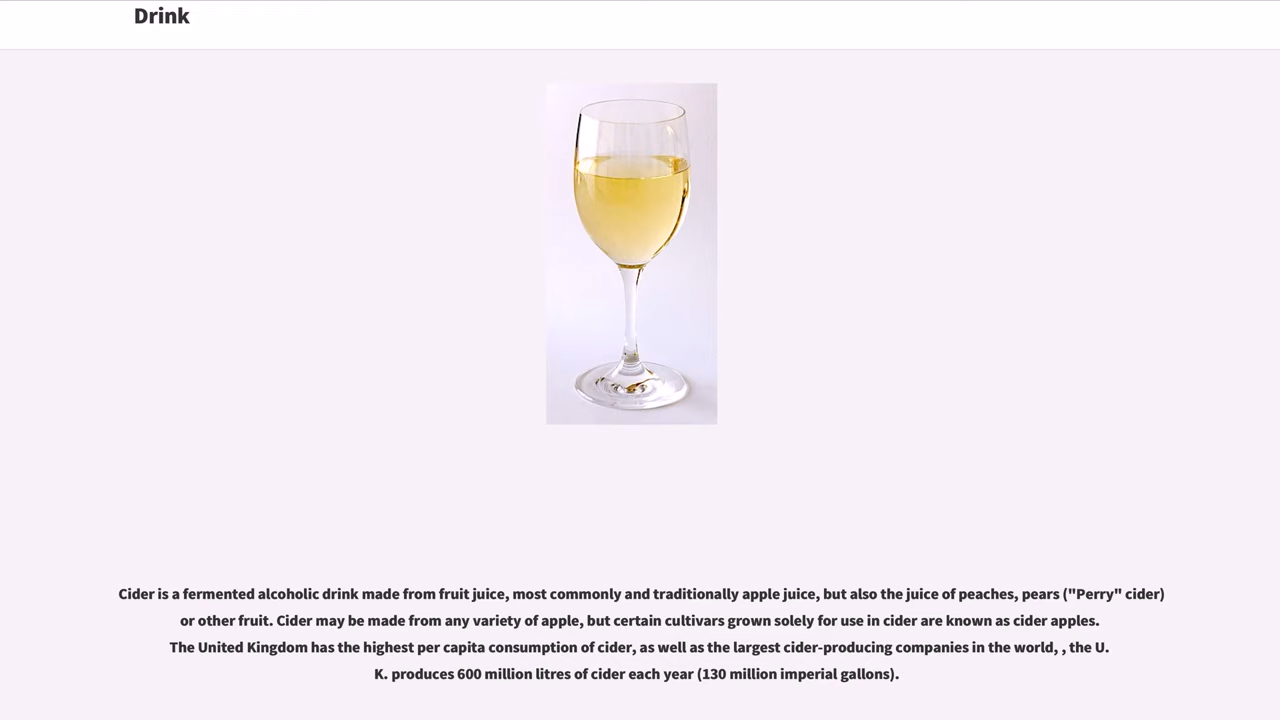 Drink
Cider is a fermented alcoholic drink made from fruit juice, most commonly and traditionally apple juice, but also the juice of peaches, pears ("Perry" cider)
or other fruit. Cider may be made from any variety of apple, but certain cultivars grown solely for use in cider are known as cider apples.
The United Kingdom has the highest per capita consumption of cider, as well as the largest cider-producing companies in the world, , the U.
K. produces 600 million litres of cider each year (130 million imperial gallons).